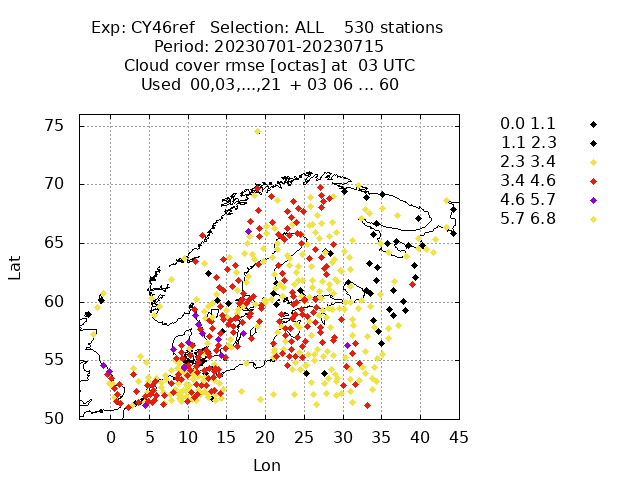 Exp: CY46ref   Selection: ALL    530 stations
Period: 20230701-20230715
Cloud cover rmse [octas] at  03 UTC
Used  00,03,...,21  + 03 06 ... 60
0.0 1.1
1.1 2.3
2.3 3.4
3.4 4.6
4.6 5.7
5.7 6.8
75
70
65
60
55
50
Lat
0 5 10 15 20 25 30 35 40 45
Lon